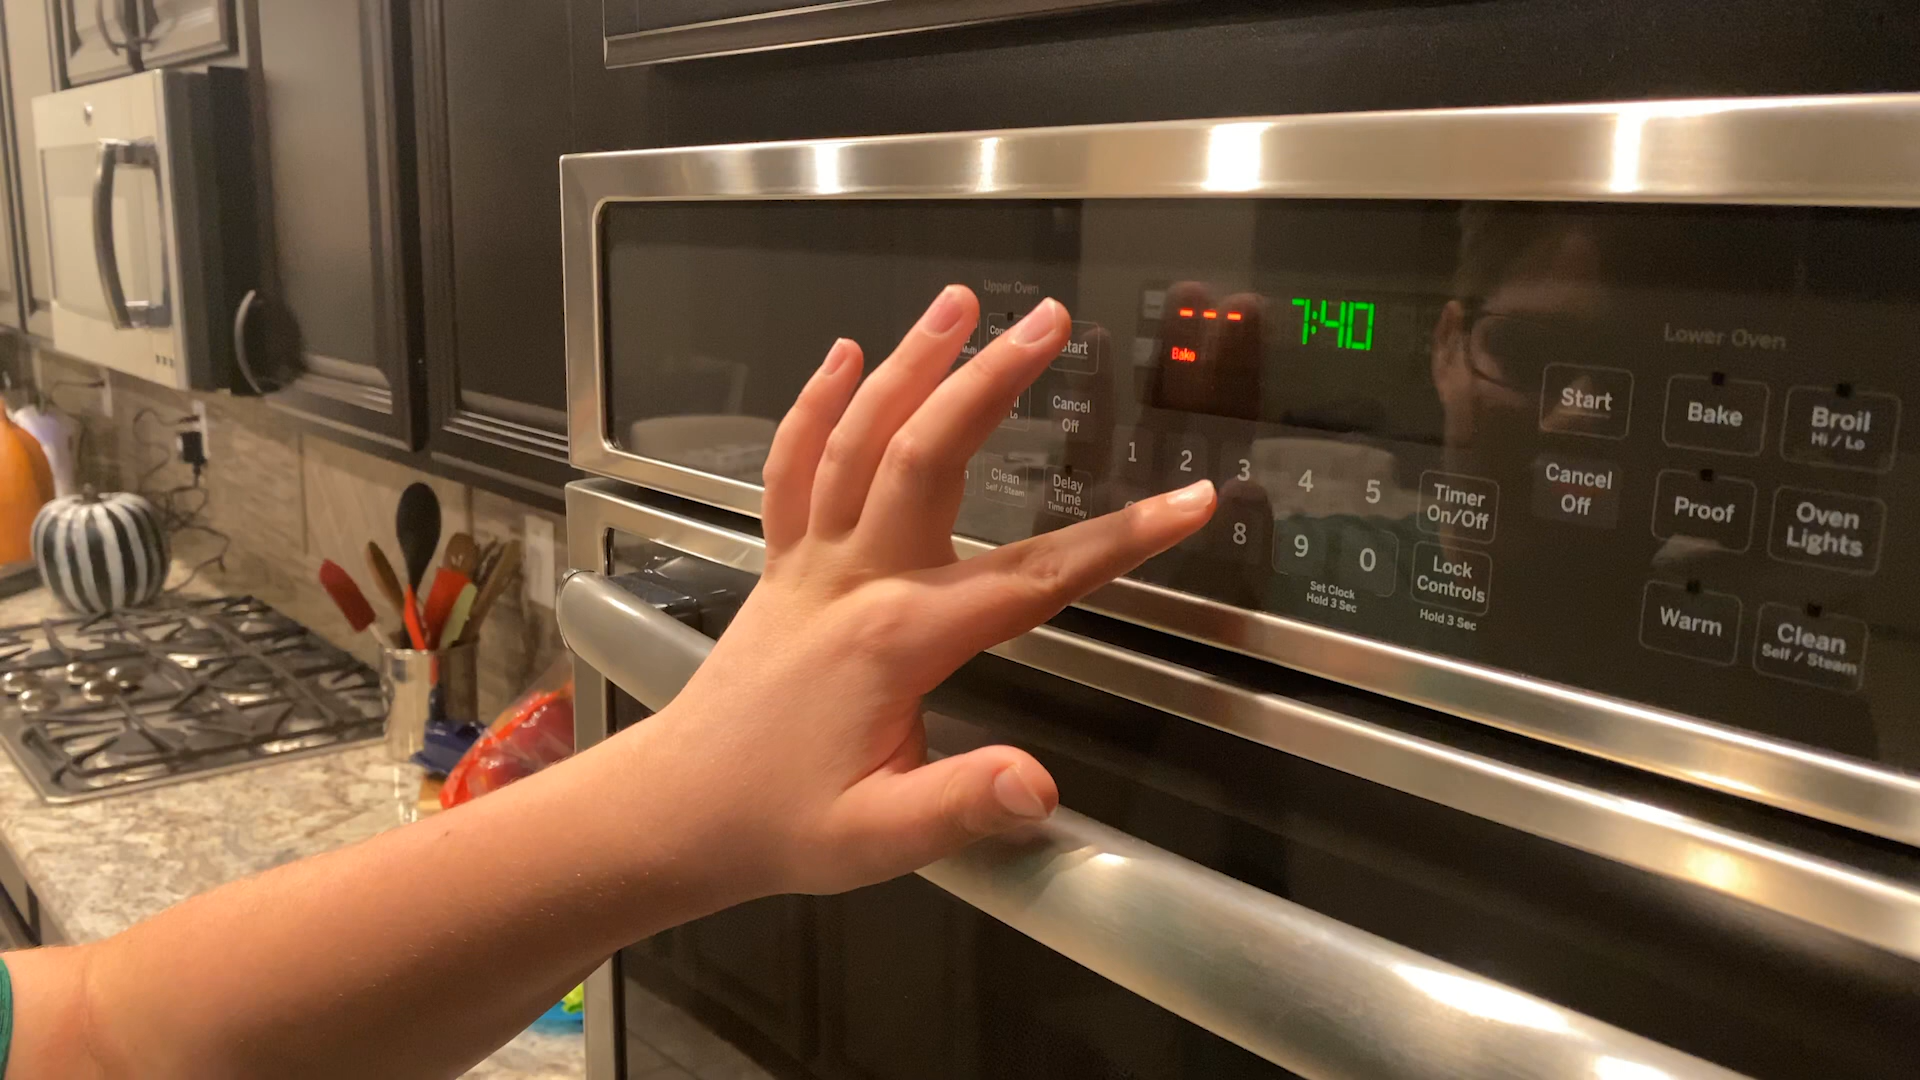 Upper Oven
Start
Cancel
Off
Clean
Self / Steam
Delay
Time
Time of Day
---
Bake
7:40
1 2 3 4 5
8 9 0
Set Clock
Hold 3 Sec
Timer
On/Off
Lock
Controls
Hold 3 Sec
Lower Oven
Start
Cancel
Off
Bake
Broil
Hi / Lo
Proof
Oven
Lights
Warm
Clean
Self / Steam